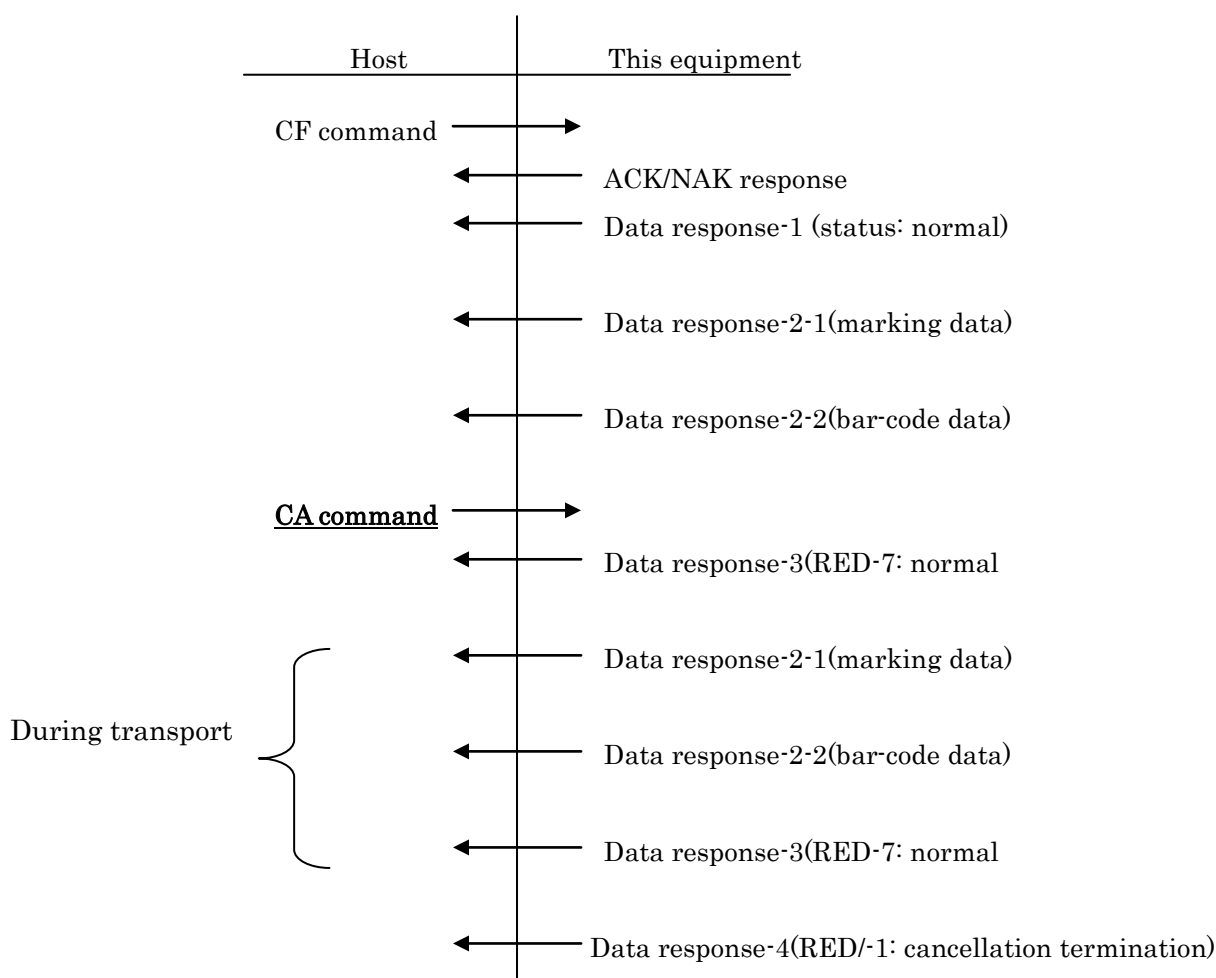 Host
This equipment
CF command
ACK/NAK response
Data response-1 (status: normal)
Data response-2-1(marking data)
Data response-2-2(bar-code data)
CA command
Data response-3(RED-7: normal
Data response-2-1(marking data)
During transport
Data response-2-2(bar-code data)
Data response-3(RED-7: normal
Data response-4(RED/-1: cancellation termination)